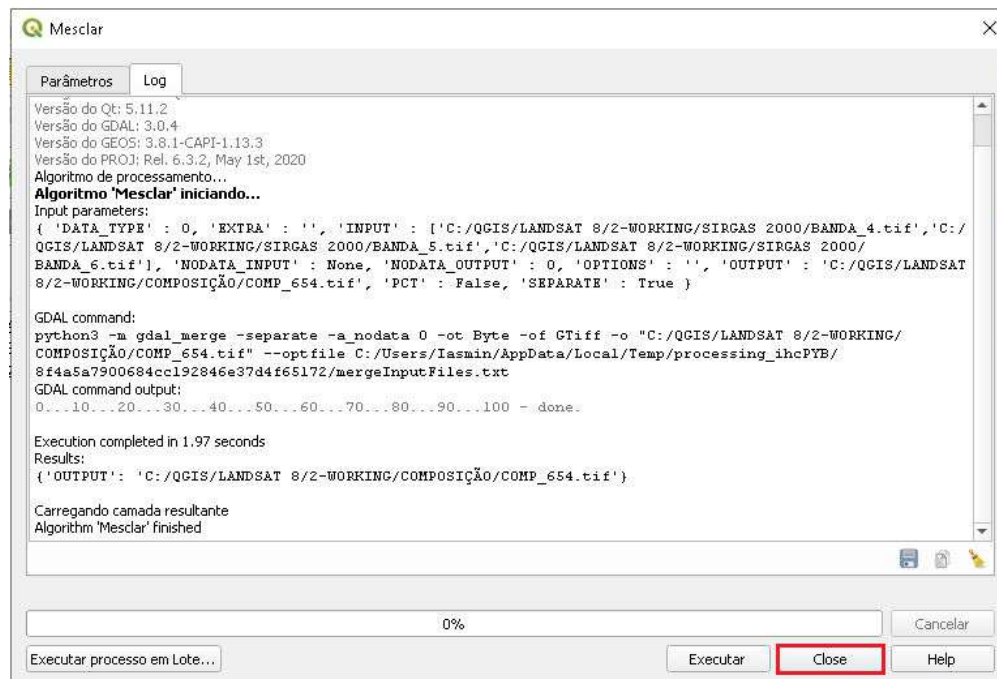 Mesclar
Parâmetros
Log
Versão do Qt: 5.11.2
Versão do GDAL: 3.0.4
Versão do GEOS: 3.8.1-CAPI-1.13.3
Versão do PROJ: Rel. 6.3.2, May 1st, 2020
Algoritmo de processamento…
Algoritmo 'Mesclar' iniciando…
Input parameters:
{ 'DATA_TYPE' : 0, 'EXTRA' : '', 'INPUT' : ['C:/QGIS/LANDSAT 8/2-WORKING/SIRGAS 2000/BANDA_4.tif','C:/
QGIS/LANDSAT 8/2-WORKING/SIRGAS 2000/BANDA_5.tif','C:/QGIS/LANDSAT 8/2-WORKING/SIRGAS 2000/
BANDA_6.tif'], 'NODATA_INPUT' : None, 'NODATA_OUTPUT' : 0, 'OPTIONS' : '', 'OUTPUT' : 'C:/QGIS/LANDSAT
8/2-WORKING/COMPOSIÇÃO/COMP_654.tif', 'PCT' : False, 'SEPARATE' : True }
GDAL command:
python3 -m gdal_merge -separate -a_nodata 0 -ot Byte -of GTiff -o "C:/QGIS/LANDSAT 8/2-WORKING/
COMPOSIÇÃO/COMP_654.tif" --optfile C:/Users/Iasmin/AppData/Local/Temp/processing_ihcPYB/
8f4a5a7900684cc192846e37d4f65172/mergeInputFiles.txt
GDAL command output:
0...10...20...30...40...50...60...70...80...90...100 - done.
Execution completed in 1.97 seconds
Results:
{'OUTPUT': 'C:/QGIS/LANDSAT 8/2-WORKING/COMPOSIÇÃO/COMP_654.tif'}
Carregando camada resultante
Algorithm 'Mesclar' finished
0%
Cancelar
Executar processo em Lote…
Executar
Close
Help